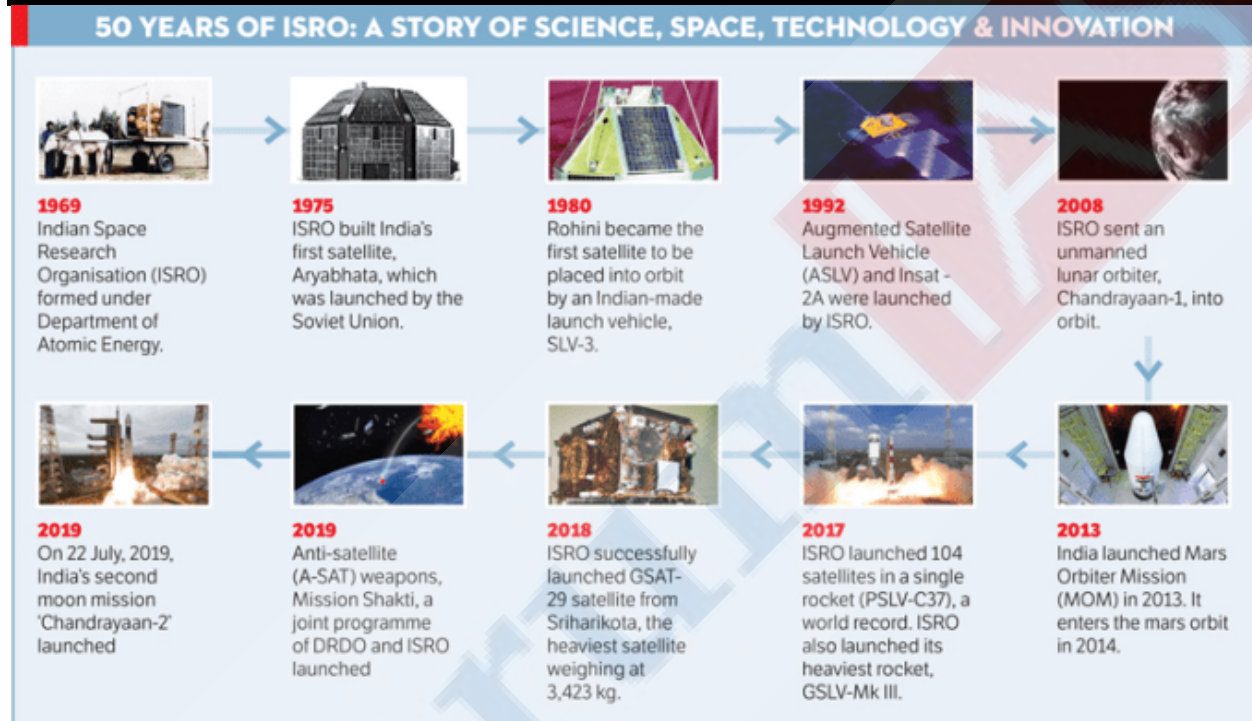 50 YEARS OF ISRO: A STORY OF SCIENCE, SPACE, TECHNOLOGY & INNOVATION
1969
Indian Space
Research
Organisation (ISRO)
formed under
Department of
Atomic Energy.
1975
ISRO built India's
first satellite,
Aryabhata, which
was launched by the
Soviet Union.
1980
Rohini became the
first satellite to be
placed into orbit
by an Indian-made
launch vehicle,
SLV-3.
1992
Augmented Satellite
Launch Vehicle
(ASLV) and Insat -
2A were launched
by ISRO.
2008
ISRO sent an
unmanned
lunar orbiter,
Chandrayaan-1, into
orbit.
2019
On 22 July, 2019,
India's second
moon mission
'Chandrayaan-2'
launched
2019
Anti-satellite
(A-SAT) weapons,
Mission Shakti, a
joint programme
of DRDO and ISRO
launched
2018
ISRO successfully
launched GSAT-
29 satellite from
Sriharikota, the
heaviest satellite
weighing at
3,423 kg.
2017
ISRO launched 104
satellites in a single
rocket (PSLV-C37), a
world record. ISRO
also launched its
heaviest rocket,
GSLV-Mk III.
2013
India launched Mars
Orbiter Mission
(MOM) in 2013. It
enters the mars orbit
in 2014.